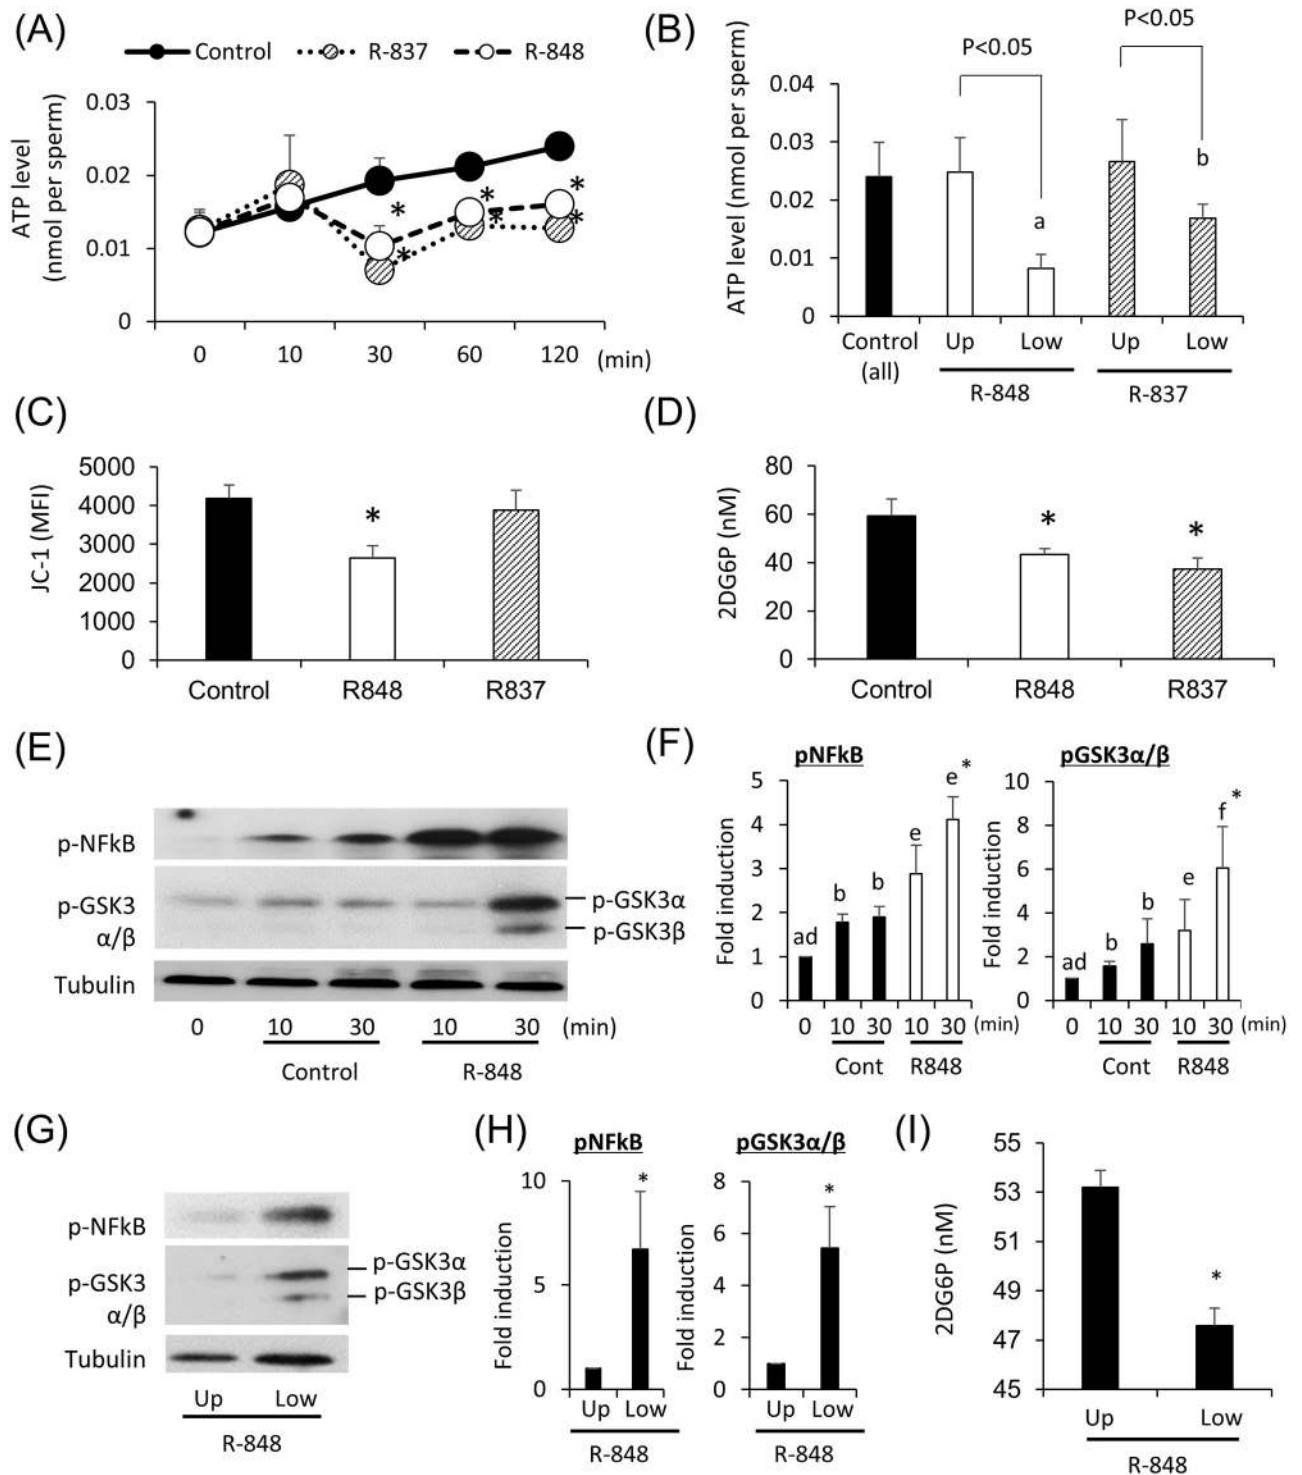 (A)
Control R-837 R-848
ATP level
(nmol per sperm)
0.03
0.02
0.01
0
* * * * * *
0 10 30 60 120 (min)
(B)
P<0.05
P<0.05
ATP level (nmol per sperm)
0.04
0.03
0.02
0.01
0
a
b
Control
(all)
Up Low Up Low
R-848 R-837
(C)
JC-1 (MFI)
5000
4000
3000
2000
1000
0
*
Control R848 R837
(D)
2DG6P (nM)
80
60
40
20
0
* *
Control R848 R837
(E)
p-NFkB
p-GSK3
α/β
p-GSK3α
p-GSK3β
Tubulin
0 10 30 10 30 (min)
Control R-848
(F)
pNFkB
Fold induction
5
4
3
2
1
0
ad b b e e*
0 10 30 10 30 (min)
Cont R848
pGSK3α/β
Fold induction
10
8
6
4
2
0
ad b b e f*
0 10 30 10 30 (min)
Cont R848
(G)
p-NFkB
p-GSK3
α/β
p-GSK3α
p-GSK3β
Tubulin
Up Low
R-848
(H)
pNFkB
Fold induction
10
5
0
*
Up Low
R-848
pGSK3α/β
Fold induction
8
6
4
2
0
*
Up Low
R-848
(I)
2DG6P (nM)
55
53
51
49
47
45
*
Up Low
R-848